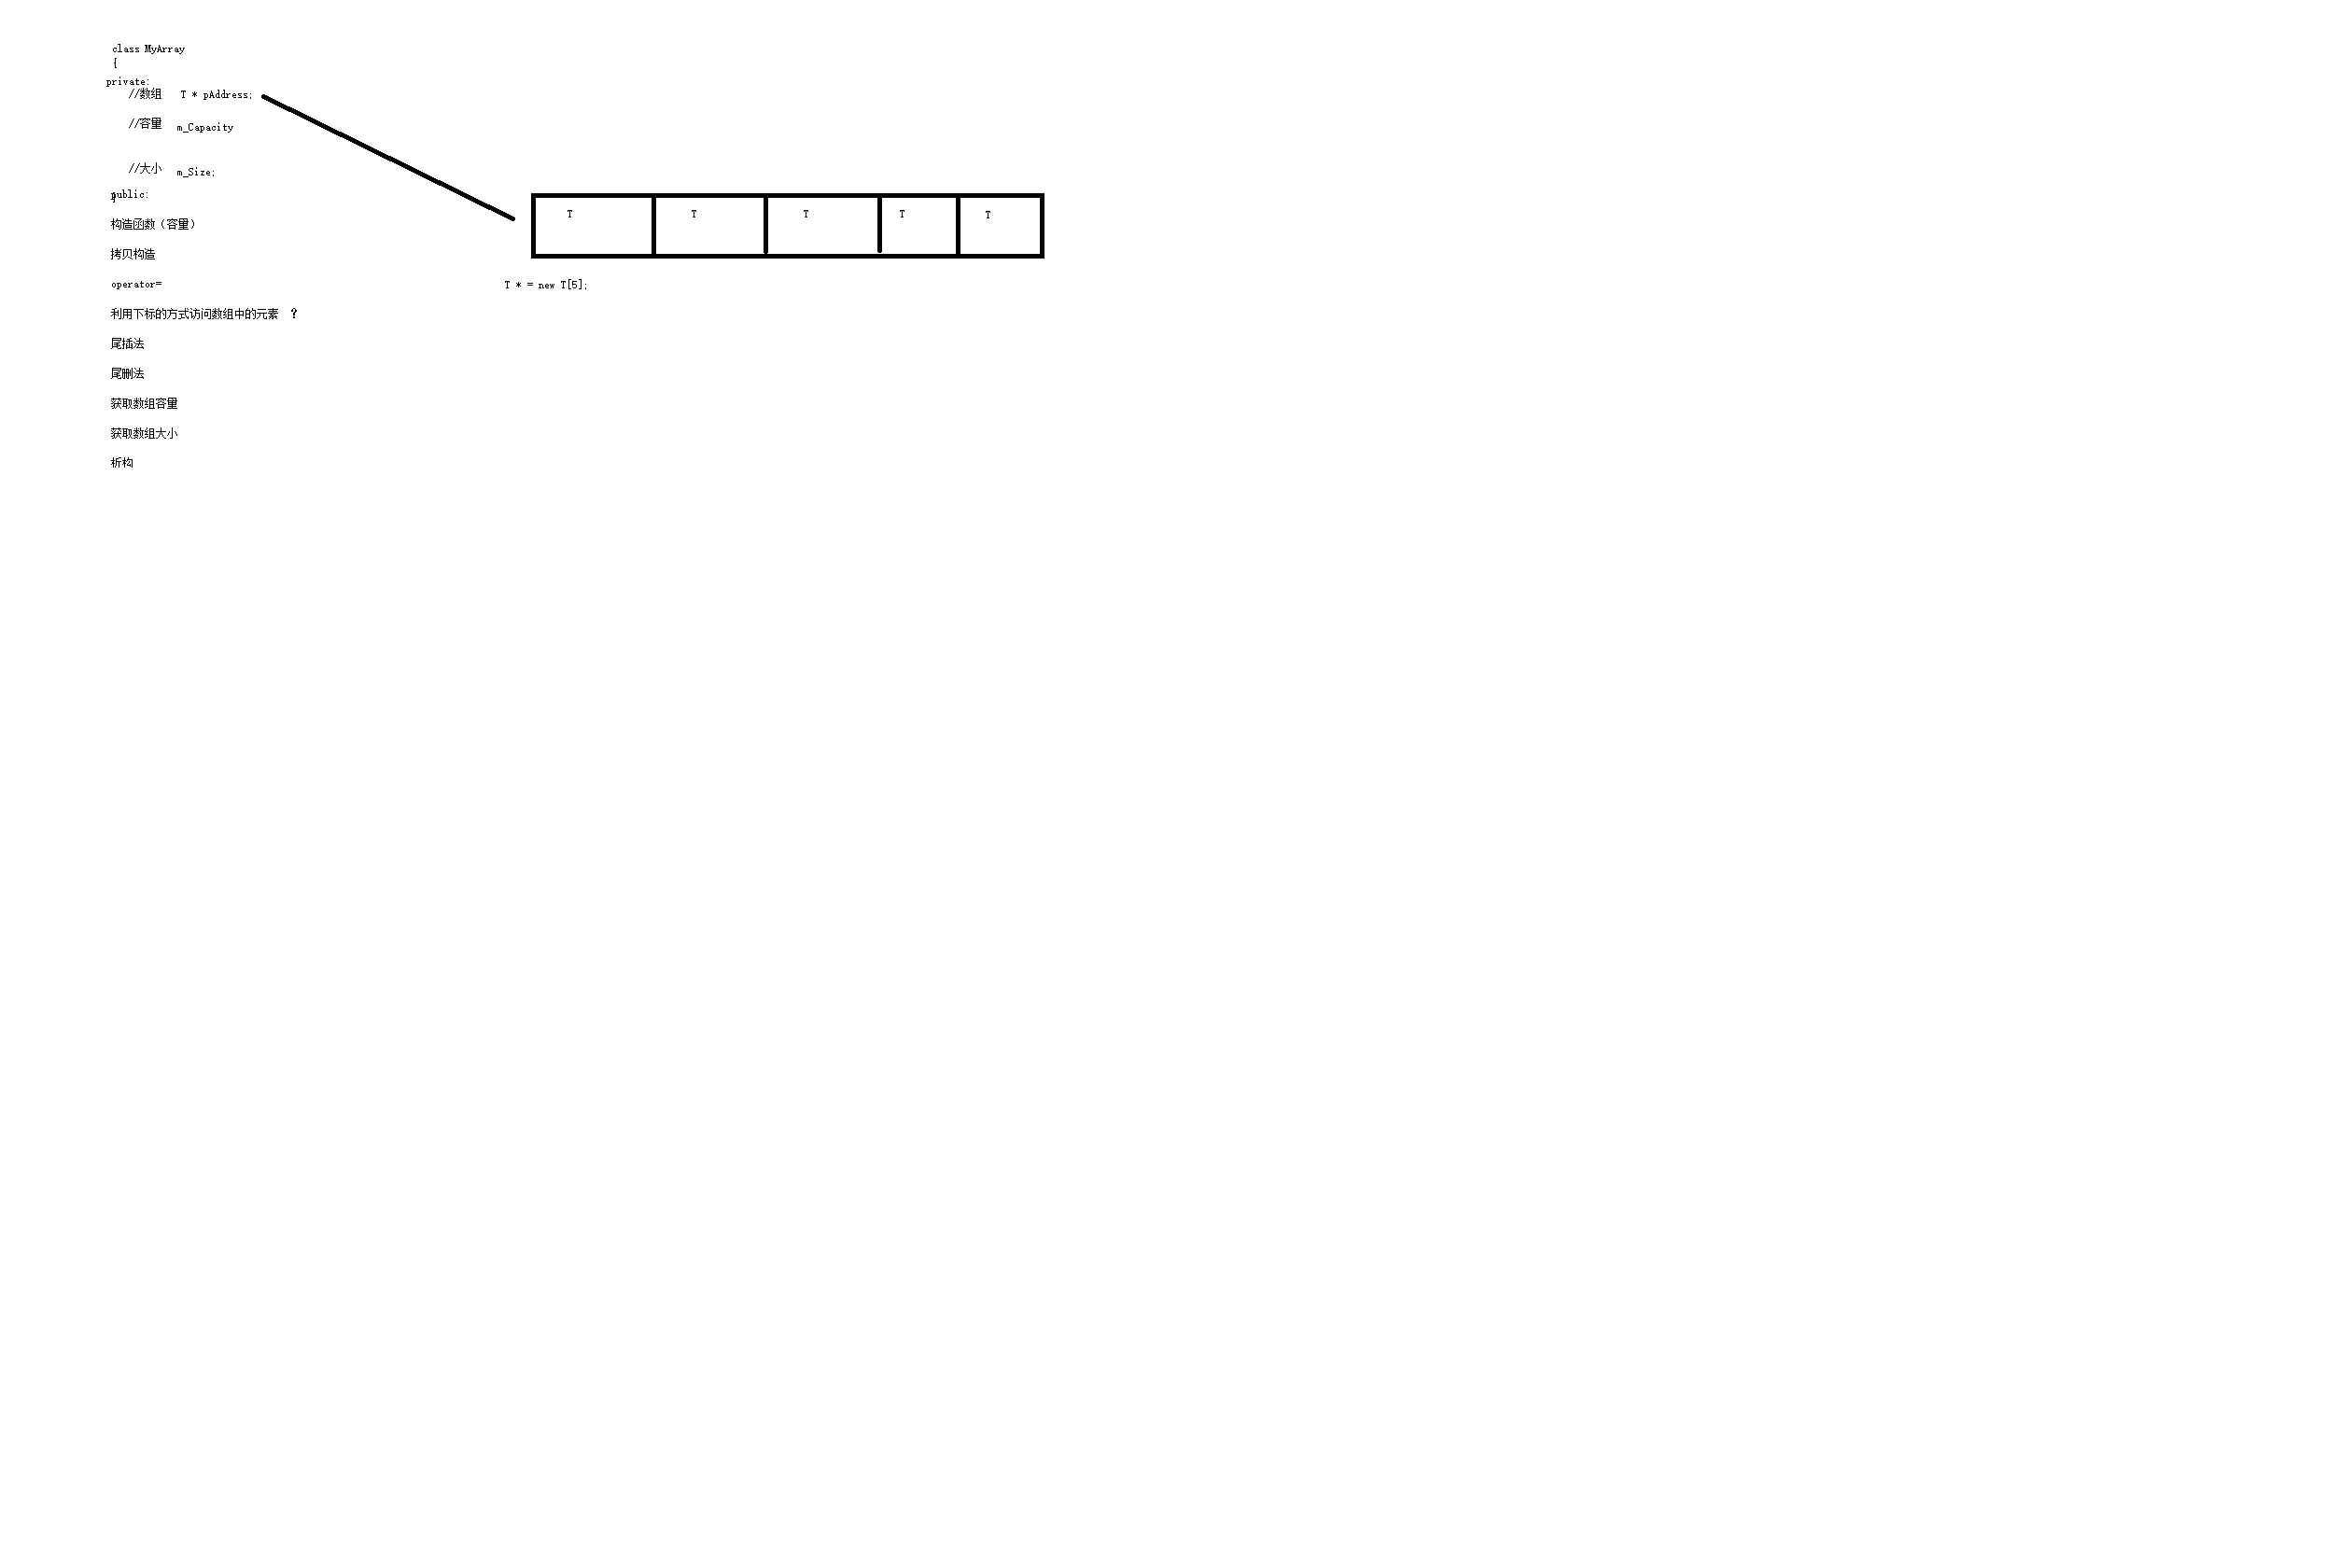 class MyArray
{
private:
//数组 T * pAddress;
//容量 m_Capacity
//大小 m_Size;
public:
}
构造函数（容量）
拷贝构造
operator=
利用下标的方式访问数组中的元素 ？
尾插法
尾删法
获取数组容量
获取数组大小
析构
T T T T T
T * = new T[5];